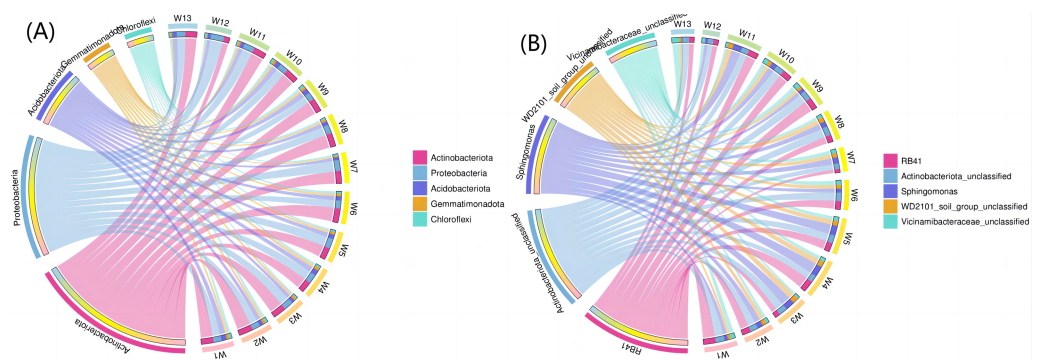 (A)
Chloroflexi
Gemmatimonadota
Acidobacteriota
Proteobacteria
Actinobacteriota
W13
W12
W11
W10
W9
W8
W7
W6
W5
W4
W3
W2
W1
Actinobacteriota
Proteobacteria
Acidobacteriota
Gemmatimonadota
Chloroflexi
(B)
Vicinamibacteraceae_unclassified
WD2101_soil_group_unclassified
Sphingomonas
Actinobacteriota_unclassified
RB41
W13
W12
W11
W10
W9
W8
W7
W6
W5
W4
W3
W2
W1
RB41
Actinobacteriota_unclassified
Sphingomonas
WD2101_soil_group_unclassified
Vicinamibacteraceae_unclassified